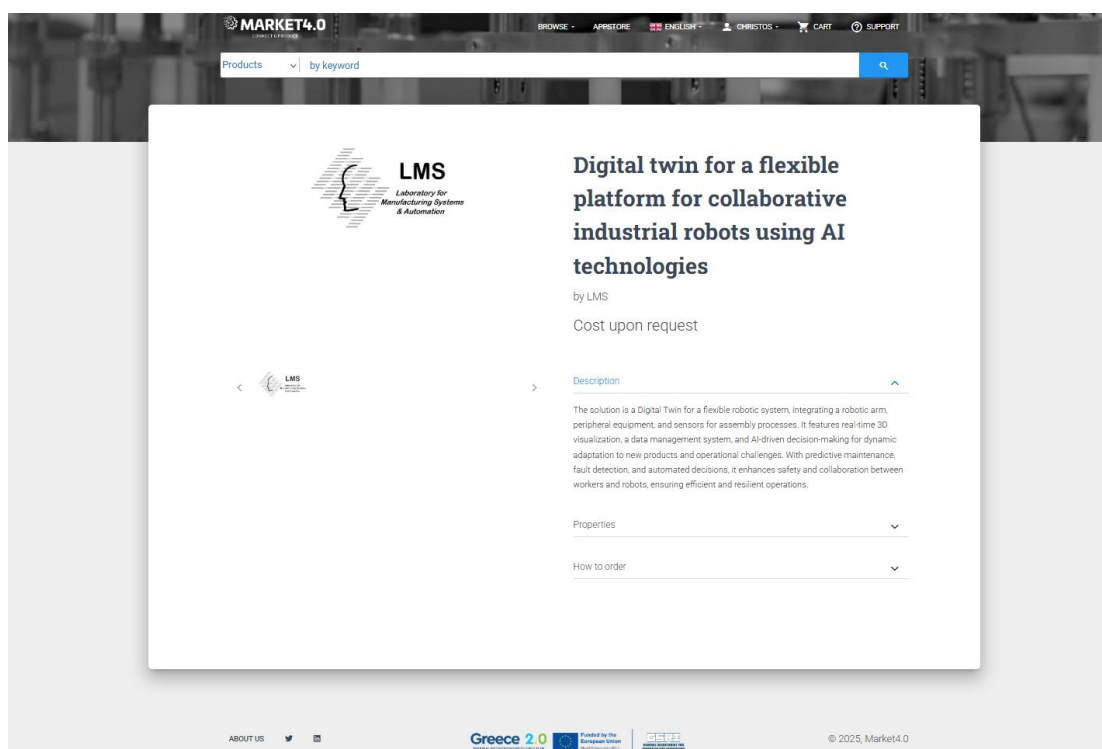 MARKET4.0
CONNECT & PRODUCE
BROWSE
APPSTORE
ENGLISH
CHRISTOS
CART
SUPPORT
Products
by keyword
LMS
Laboratory for
Manufacturing Systems
& Automation
Digital twin for a flexible
platform for collaborative
industrial robots using AI
technologies
by LMS
Cost upon request
LMS
Description
The solution is a Digital Twin for a flexible robotic system, integrating a robotic arm,
peripheral equipment, and sensors for assembly processes. It features real-time 3D
visualization, a data management system, and AI-driven decision-making for dynamic
adaptation to new products and operational challenges. With predictive maintenance,
fault detection, and automated decisions, it enhances safety and collaboration between
workers and robots, ensuring efficient and resilient operations.
Properties
How to order
ABOUT US
Greece 2.0
Funded by the
European Union
© 2025, Market4.0